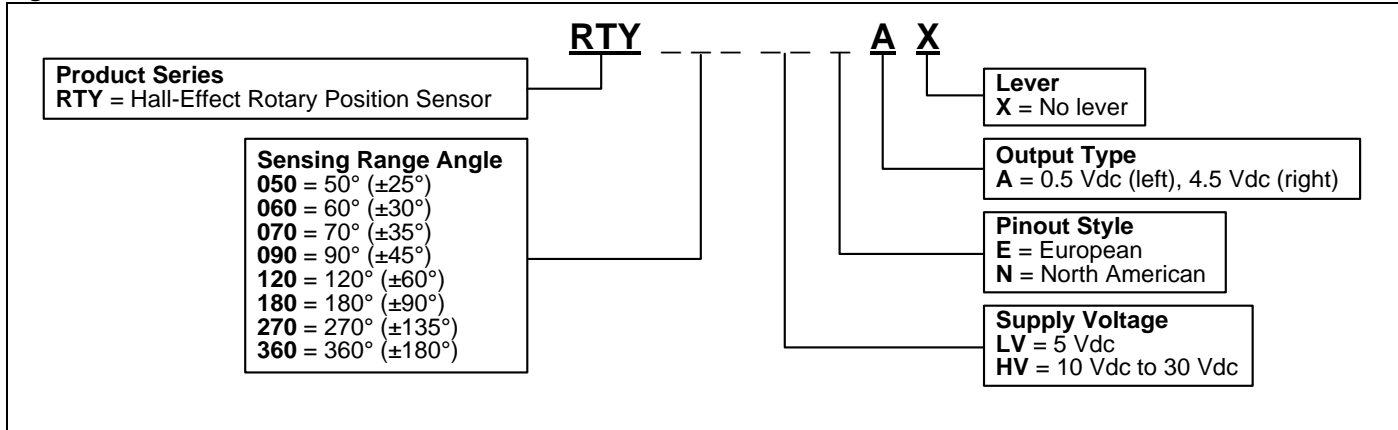 RTY _ _ _ _ _ _ A X
Product Series
RTY = Hall-Effect Rotary Position Sensor
Sensing Range Angle
050 = 50° (±25°)
060 = 60° (±30°)
070 = 70° (±35°)
090 = 90° (±45°)
120 = 120° (±60°)
180 = 180° (±90°)
270 = 270° (±135°)
360 = 360° (±180°)
Lever
X = No lever
Output Type
A = 0.5 Vdc (left), 4.5 Vdc (right)
Pinout Style
E = European
N = North American
Supply Voltage
LV = 5 Vdc
HV = 10 Vdc to 30 Vdc